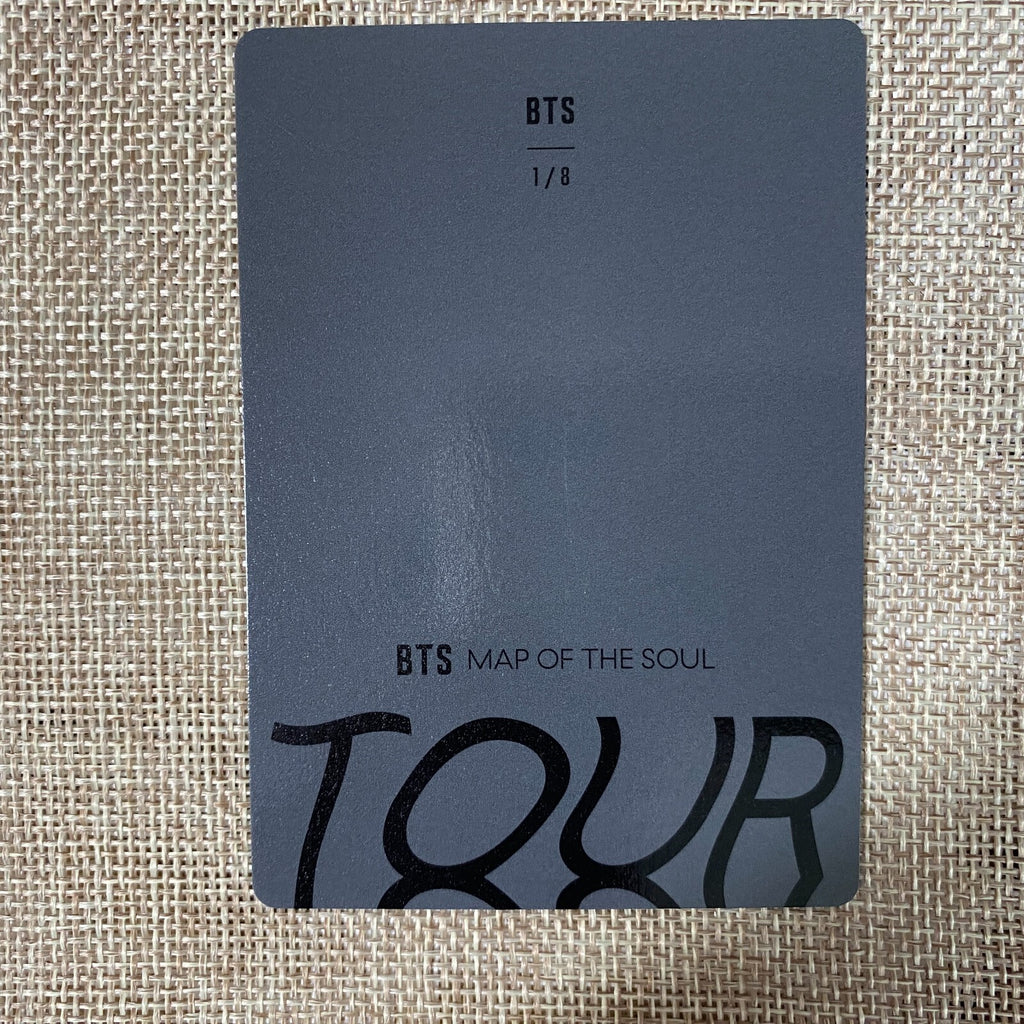 BTS
1/8
BTS MAP OF THE SOUL
TOUR